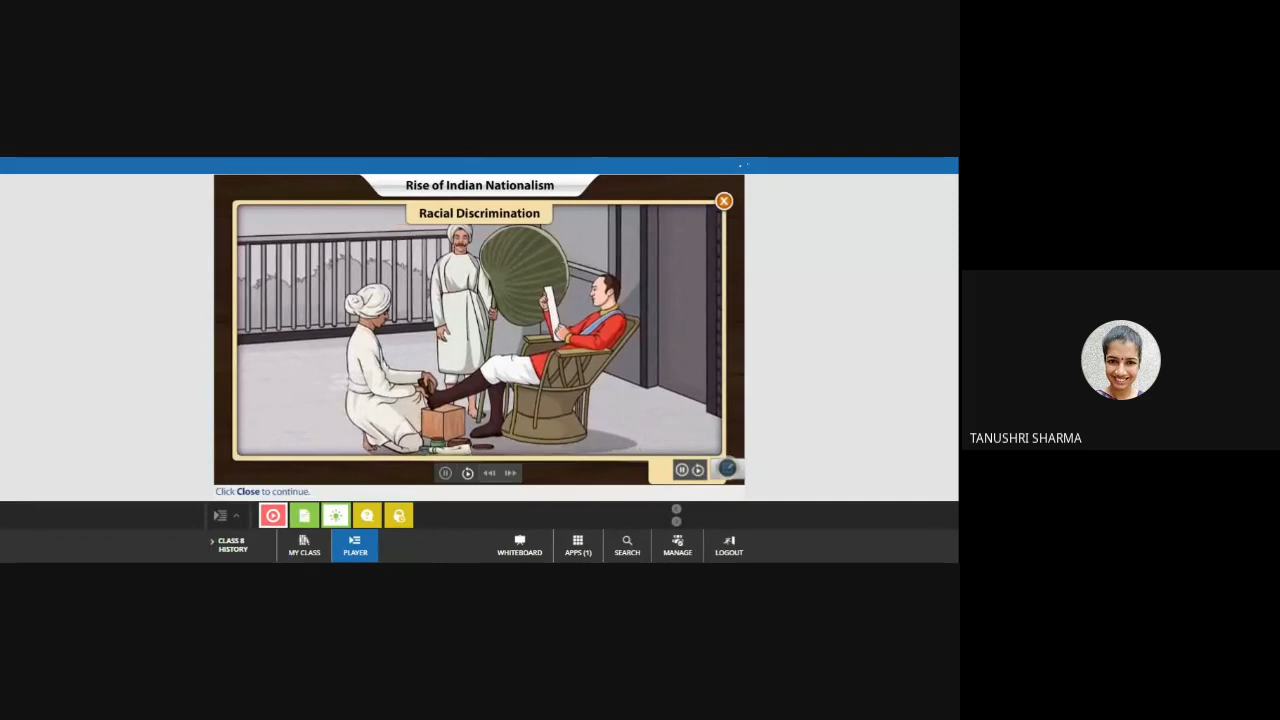 Rise of Indian Nationalism
Racial Discrimination
Click Close to continue.
CLASS 8
HISTORY
MY CLASS
PLAYER
WHITEBOARD
APPS (1)
SEARCH
MANAGE
LOGOUT
TANUSHRI SHARMA